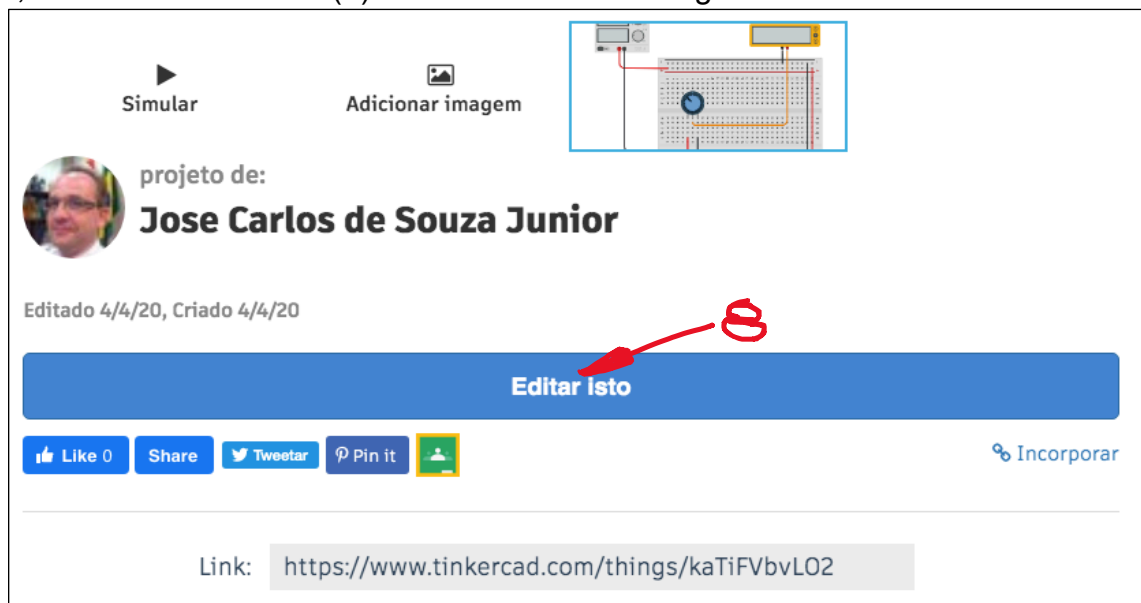 Simular
Adicionar imagem
projeto de:
Jose Carlos de Souza Junior
Editado 4/4/20, Criado 4/4/20
8
Editar isto
Like 0 Share Tweetar Pin it
Incorporar
Link: https://www.tinkercad.com/things/kaTiFVbvLO2